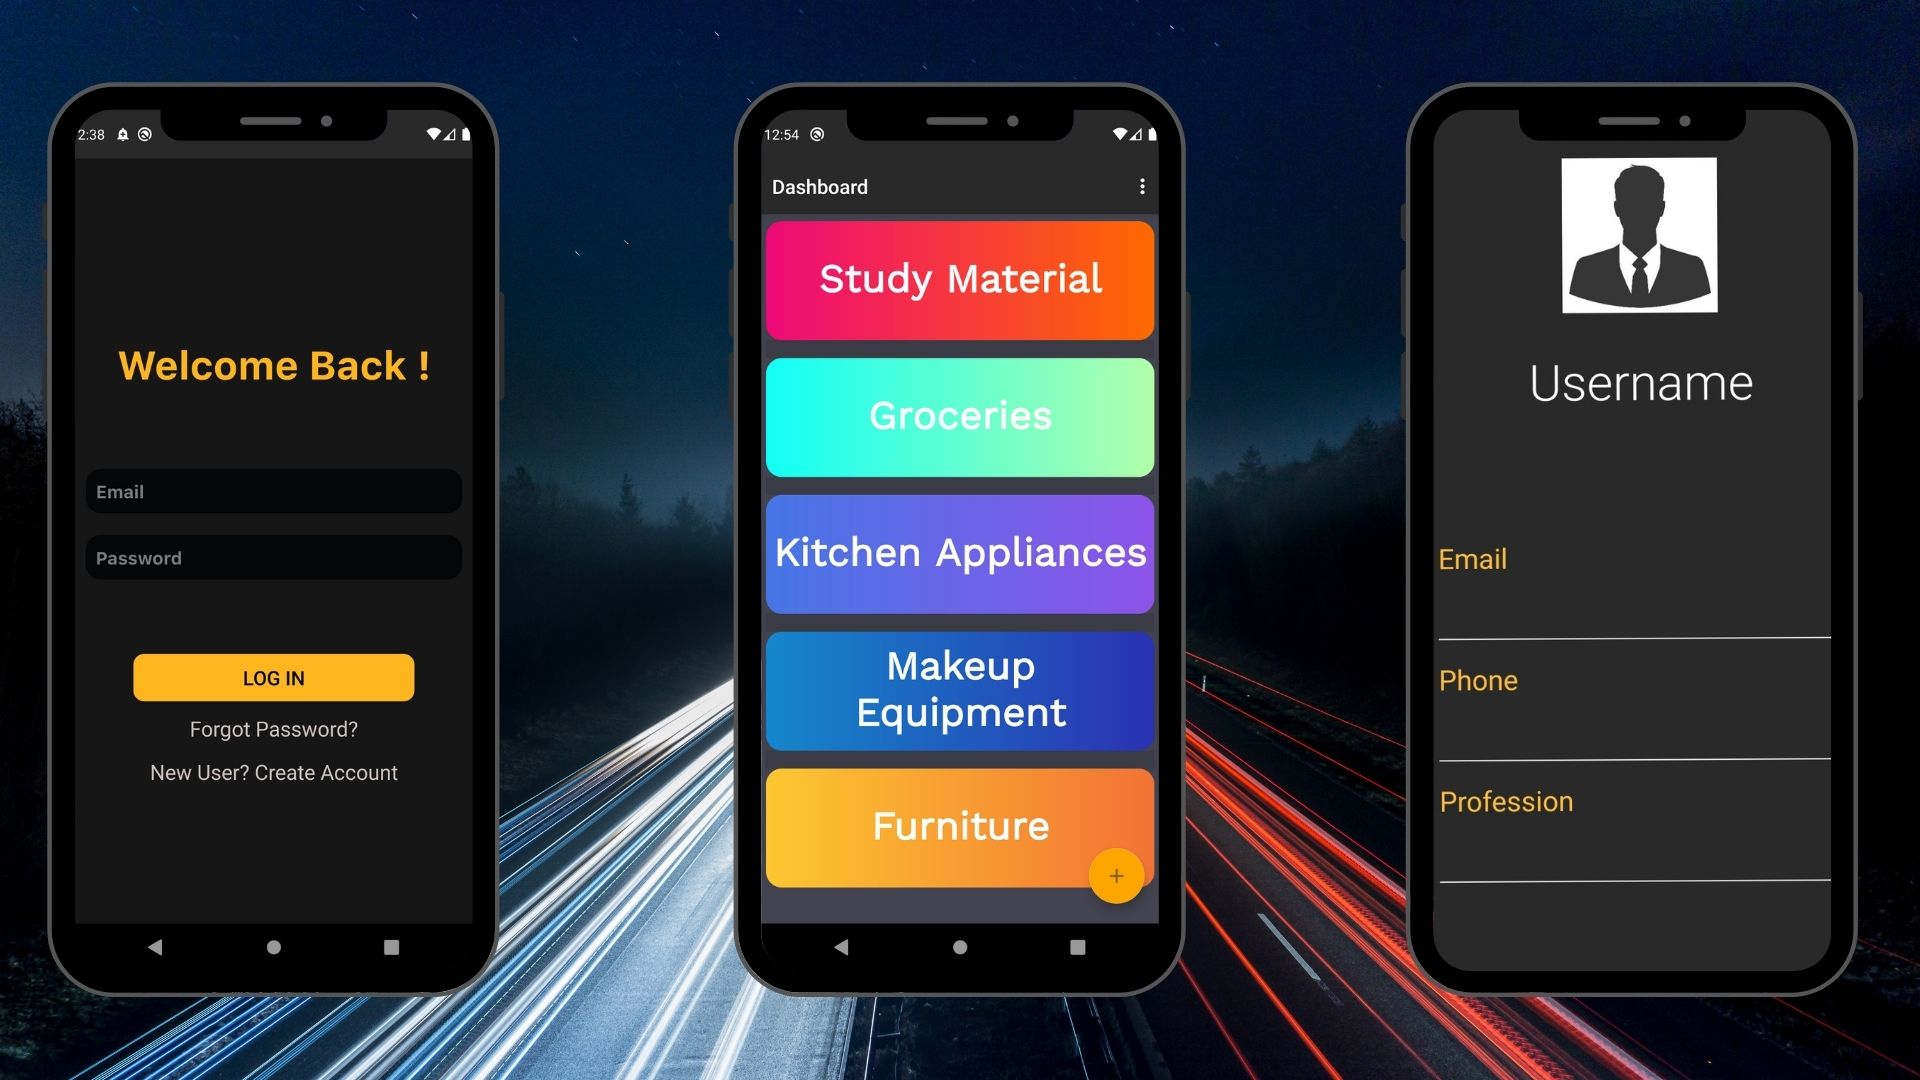 2:38
Welcome Back !
Email
Password
LOG IN
Forgot Password?
New User? Create Account
12:54
Dashboard
Study Material
Groceries
Kitchen Appliances
Makeup
Equipment
Furniture
+
Username
Email
Phone
Profession